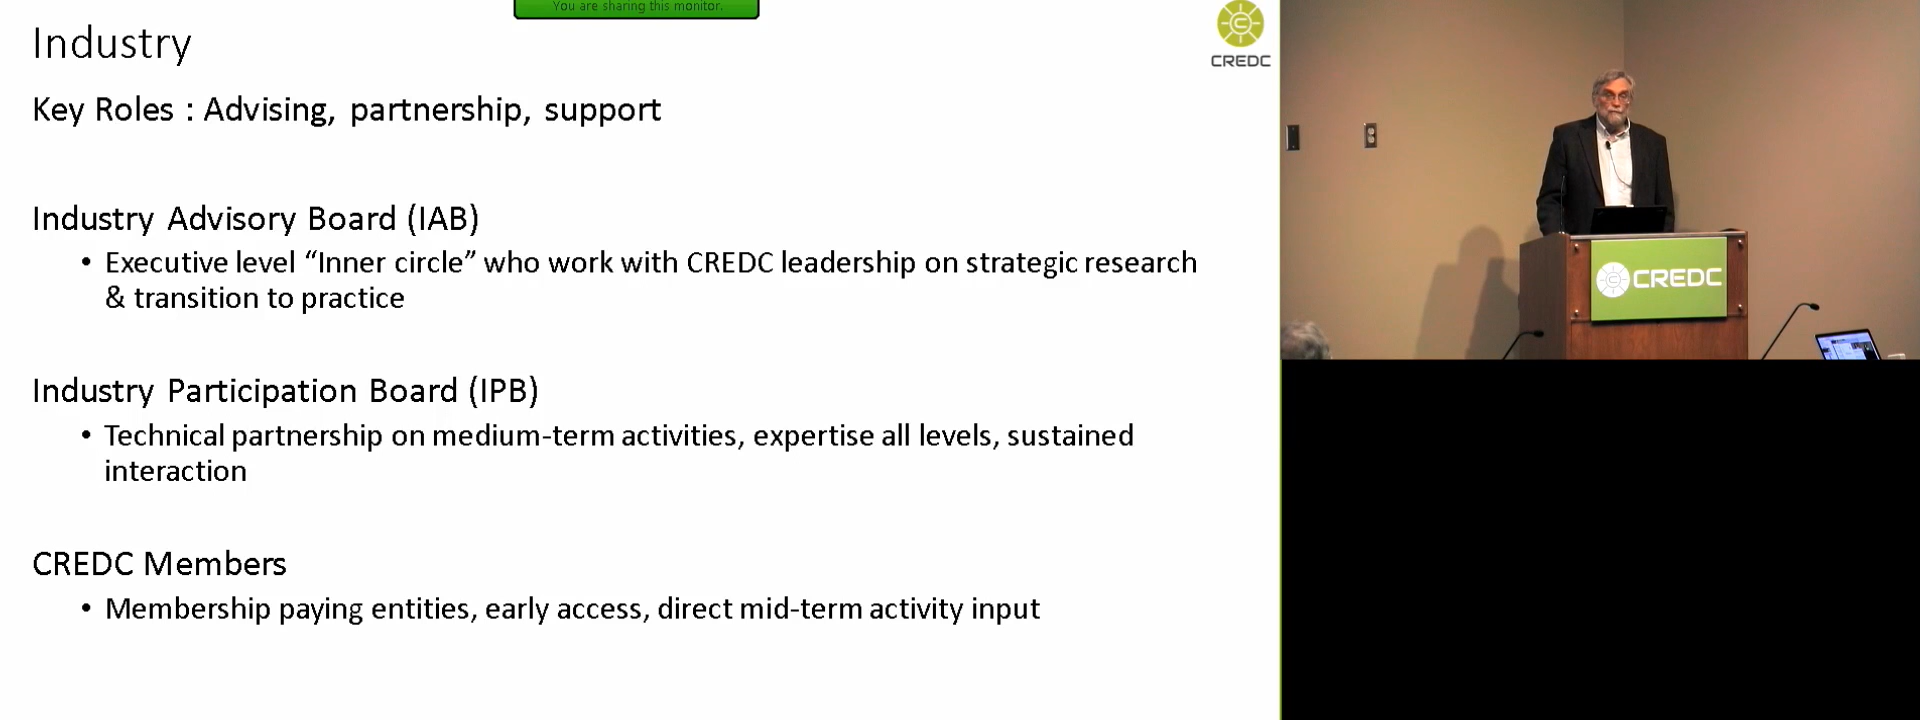 You are sharing this monitor.
Industry
CREDC
Key Roles : Advising, partnership, support
Industry Advisory Board (IAB)
• Executive level “Inner circle” who work with CREDC leadership on strategic research
& transition to practice
Industry Participation Board (IPB)
• Technical partnership on medium-term activities, expertise all levels, sustained
interaction
CREDC Members
• Membership paying entities, early access, direct mid-term activity input
CREDC